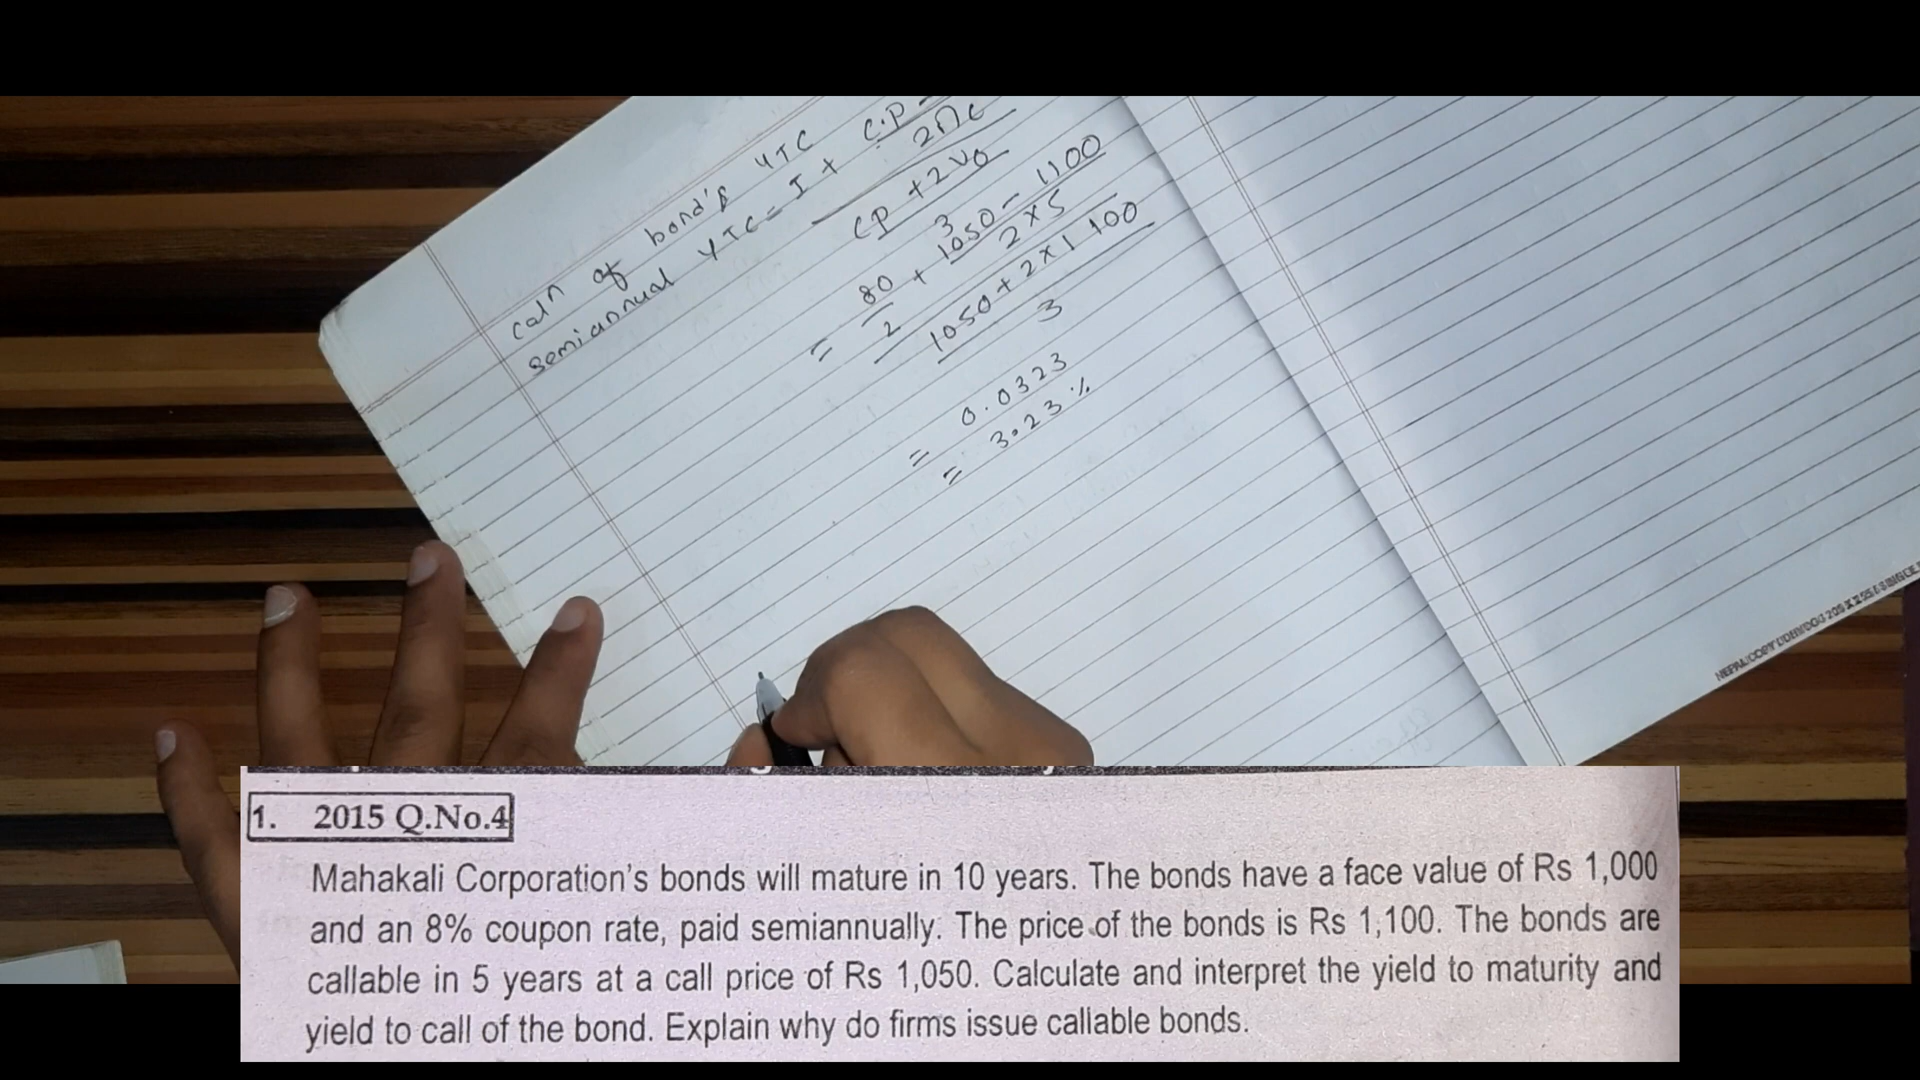 Caln of bond's YTC
Semiannual YTC = I + C.P -
2nc
CP + 2V0
3
= 80 + 1050 - 1100
2 2 × 5
1050 + 2 × 1100
3
= 0.0323
= 3.23 %
1. 2015 Q.No.4
Mahakali Corporation's bonds will mature in 10 years. The bonds have a face value of Rs 1,000
and an 8% coupon rate, paid semiannually. The price of the bonds is Rs 1,100. The bonds are
callable in 5 years at a call price of Rs 1,050. Calculate and interpret the yield to maturity and
yield to call of the bond. Explain why do firms issue callable bonds.